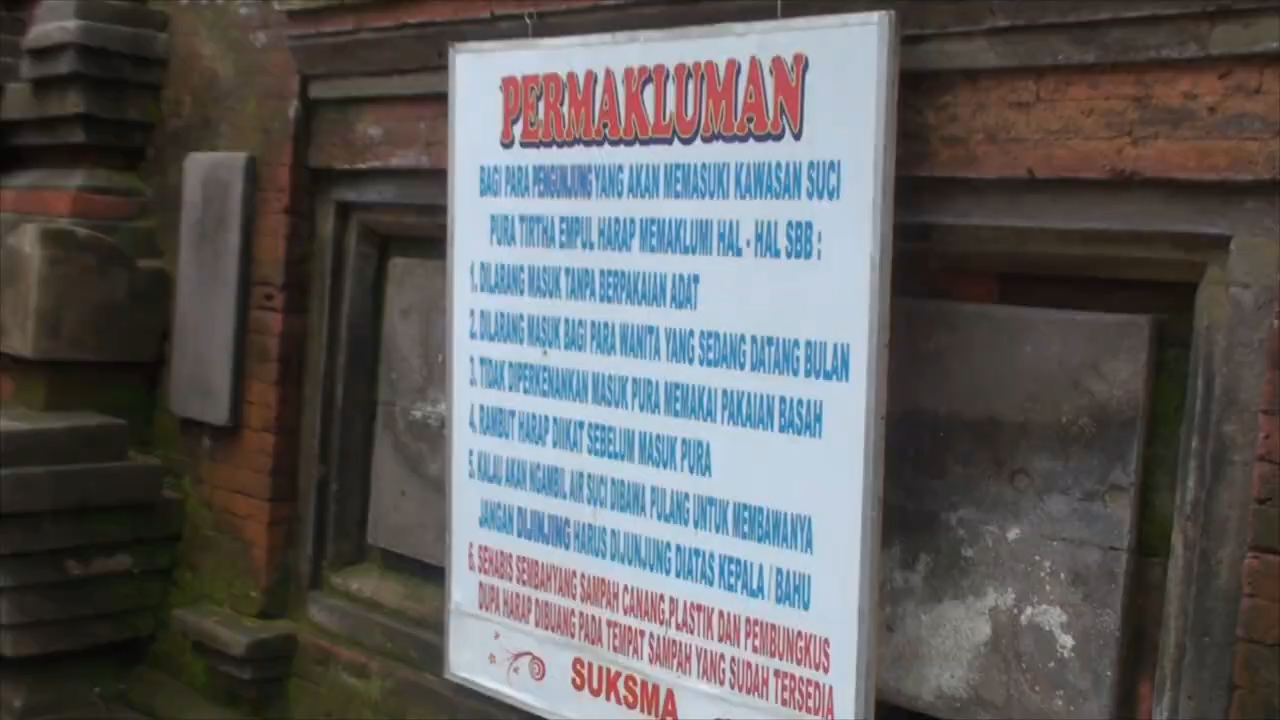 PERMAKLUMAN
BAGI PARA PENGUNJUNG YANG AKAN MEMASUKI KAWASAN SUCI
PURA TIRTHA EMPUL HARAP MEMAKLUMI HAL - HAL SBB :
1. DILARANG MASUK TANPA BERPAKAIAN ADAT
2. DILARANG MASUK BAGI PARA WANITA YANG SEDANG DATANG BULAN
3. TIDAK DIPERKENANKAN MASUK PURA MEMAKAI PAKAIAN BASAH
4. RAMBUT HARAP DIIKAT SEBELUM MASUK PURA
5. KALAU AKAN NGAMBIL AIR SUCI DIBAWA PULANG UNTUK MEMBAWANYA
JANGAN DIJINJING HARUS DIJUNJUNG DIATAS KEPALA / BAHU
6. SEHABIS SEMBAHYANG SAMPAH CANANG,PLASTIK DAN PEMBUNGKUS
DUPA HARAP DIBUANG PADA TEMPAT SAMPAH YANG SUDAH TERSEDIA
SUKSMA